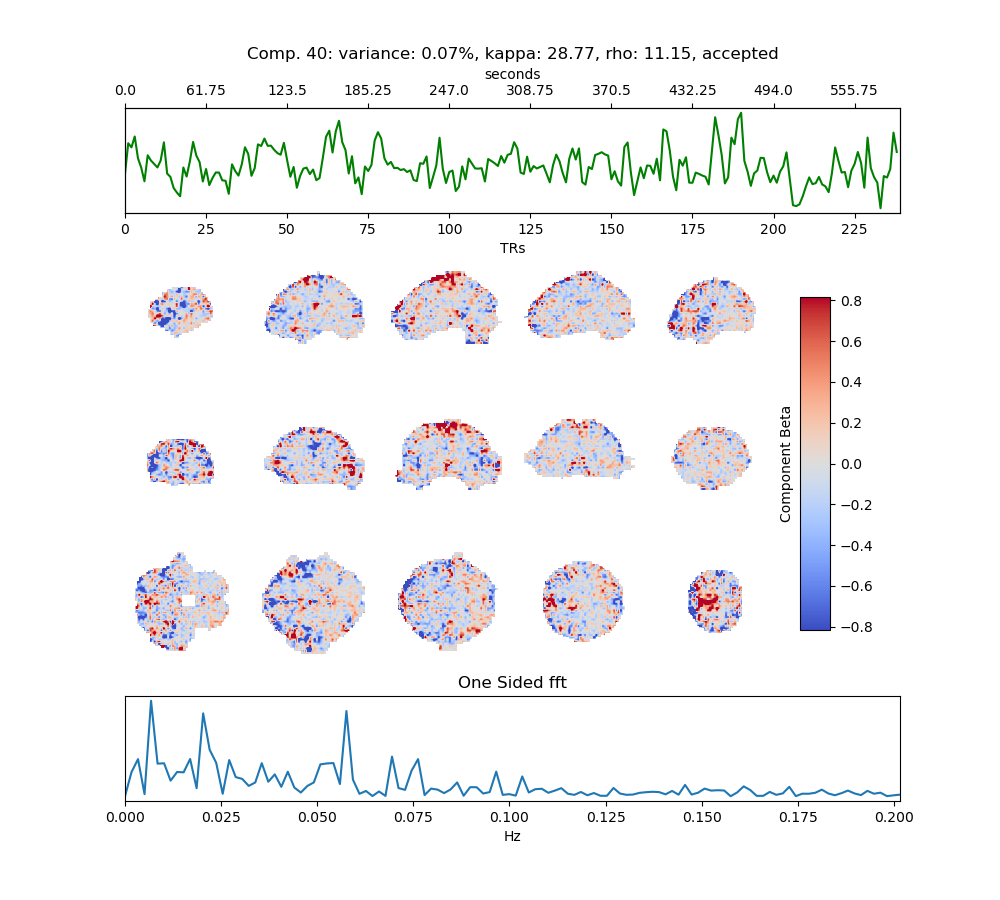 Comp. 40: variance: 0.07%, kappa: 28.77, rho: 11.15, accepted
seconds
0.0 61.75 123.5 185.25 247.0 308.75 370.5 432.25 494.0 555.75
0 25 50 75 100 125 150 175 200 225
TRs
0.8
0.6
0.4
0.2
0.0
−0.2
−0.4
−0.6
−0.8
Component Beta
One Sided fft
0.000 0.025 0.050 0.075 0.100 0.125 0.150 0.175 0.200
Hz